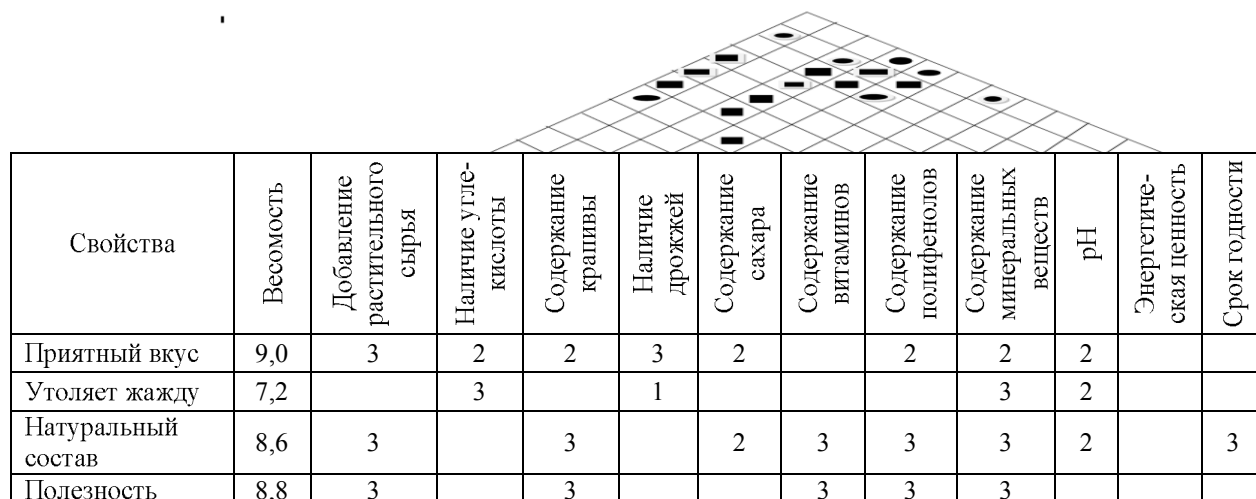 Свойства
Весомость
Добавление
растительного
сырья
Наличие угле-
кислоты
Содержание
крапивы
Наличие
дрожжей
Содержание
сахара
Содержание
витаминов
Содержание
полифенолов
Содержание
минеральных
веществ
pH
Энергетиче-
ская ценность
Срок годности
Приятный вкус 9,0 3 2 2 3 2 2 2 2
Утоляет жажду 7,2 3 1 3 2
Натуральный
состав 8,6 3 3 2 3 3 3 2 3
Полезность 8,8 3 3 3 3 3